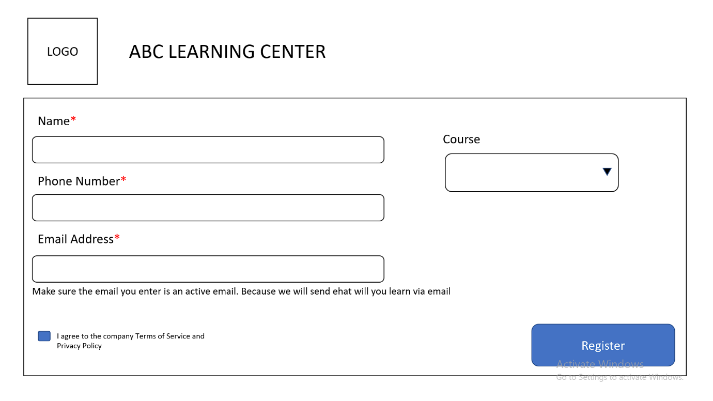 LOGO
ABC LEARNING CENTER
Name*
Course
Phone Number*
Email Address*
Make sure the email you enter is an active email. Because we will send ehat will you learn via email
I agree to the company Terms of Service and
Privacy Policy
Register
Activate Windows
Go to Settings to activate Windows.